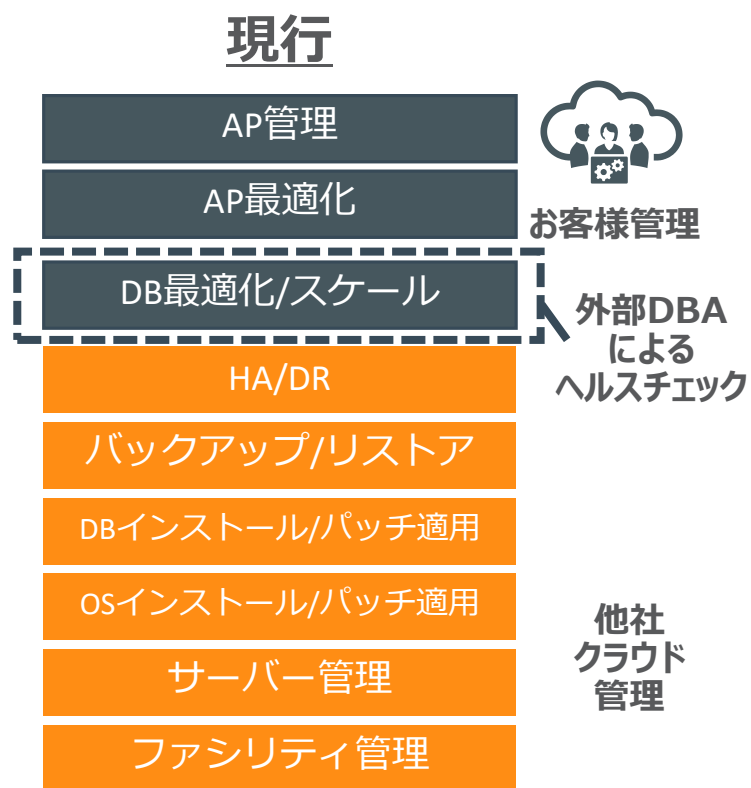 現行
AP管理
AP最適化
お客様管理
DB最適化/スケール
外部DBA
による
ヘルスチェック
HA/DR
バックアップ/リストア
DBインストール/パッチ適用
OSインストール/パッチ適用
サーバー管理
ファシリティ管理
他社
クラウド
管理